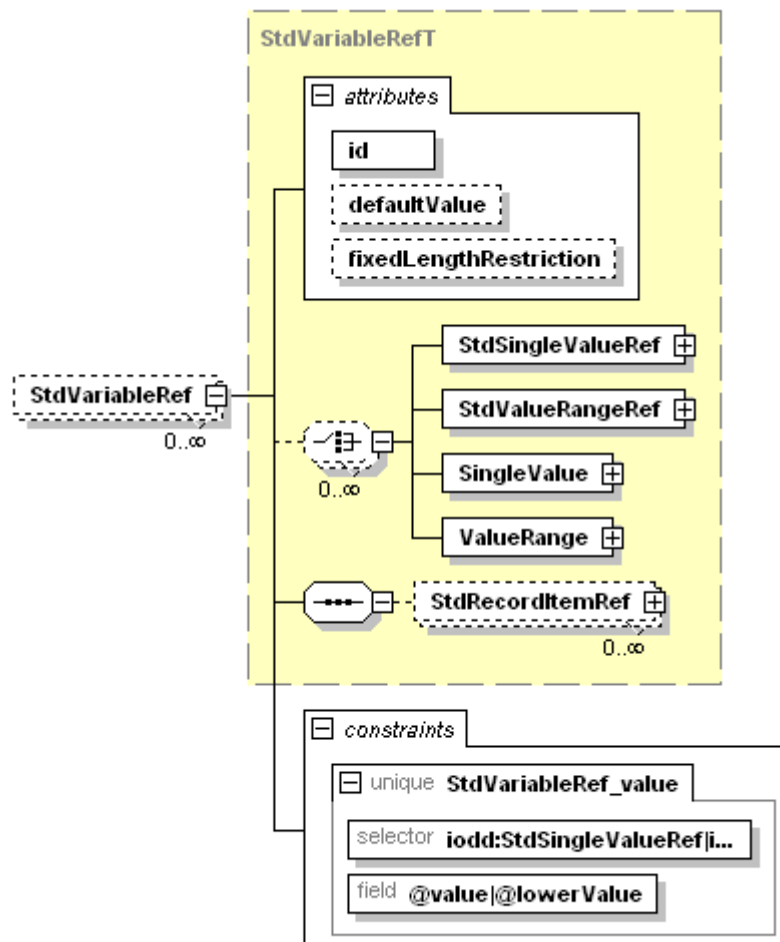 StdVariableRefT
attributes
id
defaultValue
fixedLengthRestriction
StdVariableRef
0..∞
0..∞
StdSingleValueRef
StdValueRangeRef
SingleValue
ValueRange
StdRecordItemRef
0..∞
constraints
unique StdVariableRef_value
selector iodd:StdSingleValueRef|i...
field @value|@lowerValue